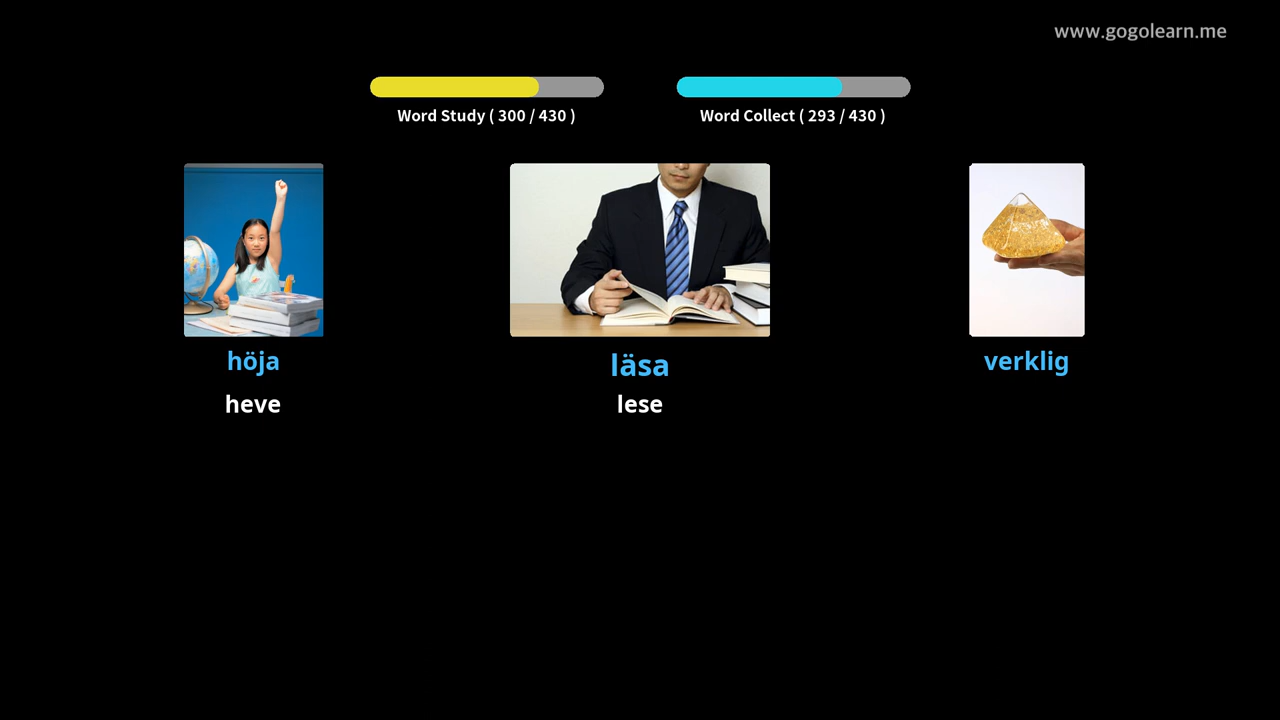 www.gogolearn.me
Word Study ( 300 / 430 )
Word Collect ( 293 / 430 )
höja
läsa
verklig
heve
lese